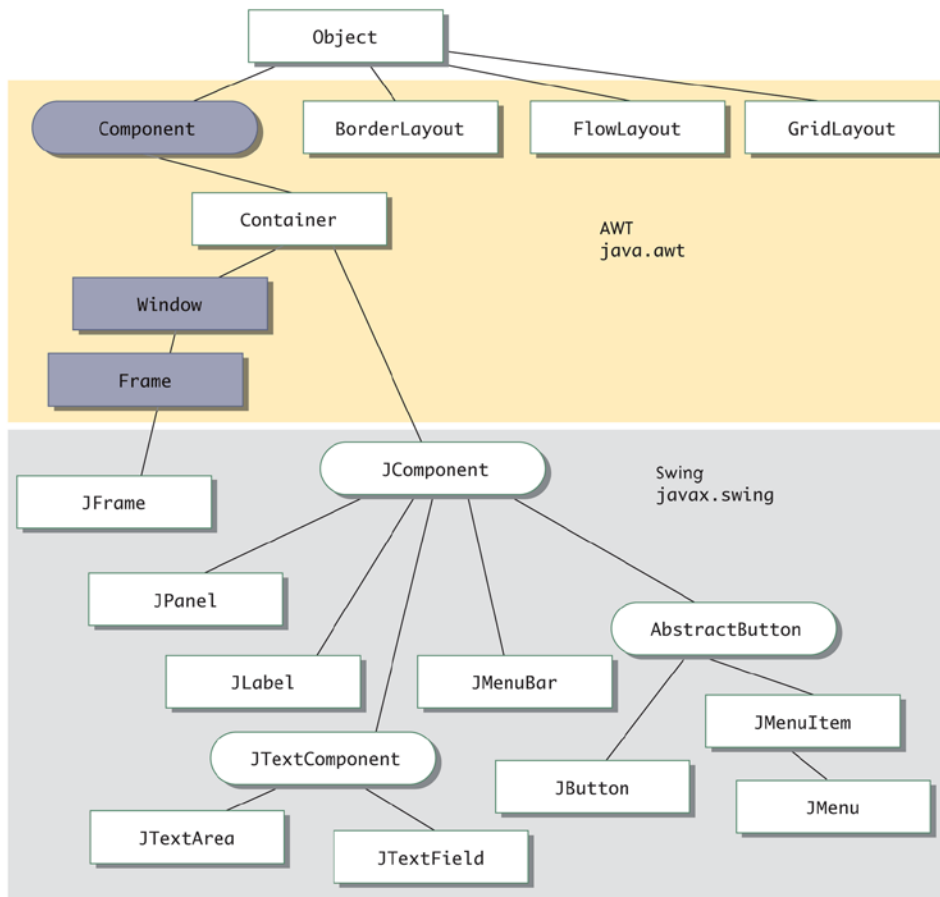 Object
Component
BorderLayout
FlowLayout
GridLayout
Container
AWT
java.awt
Window
Frame
JComponent
Swing
javax.swing
JFrame
JPanel
AbstractButton
JLabel
JMenuBar
JMenuItem
JTextComponent
JButton
JMenu
JTextArea
JTextField